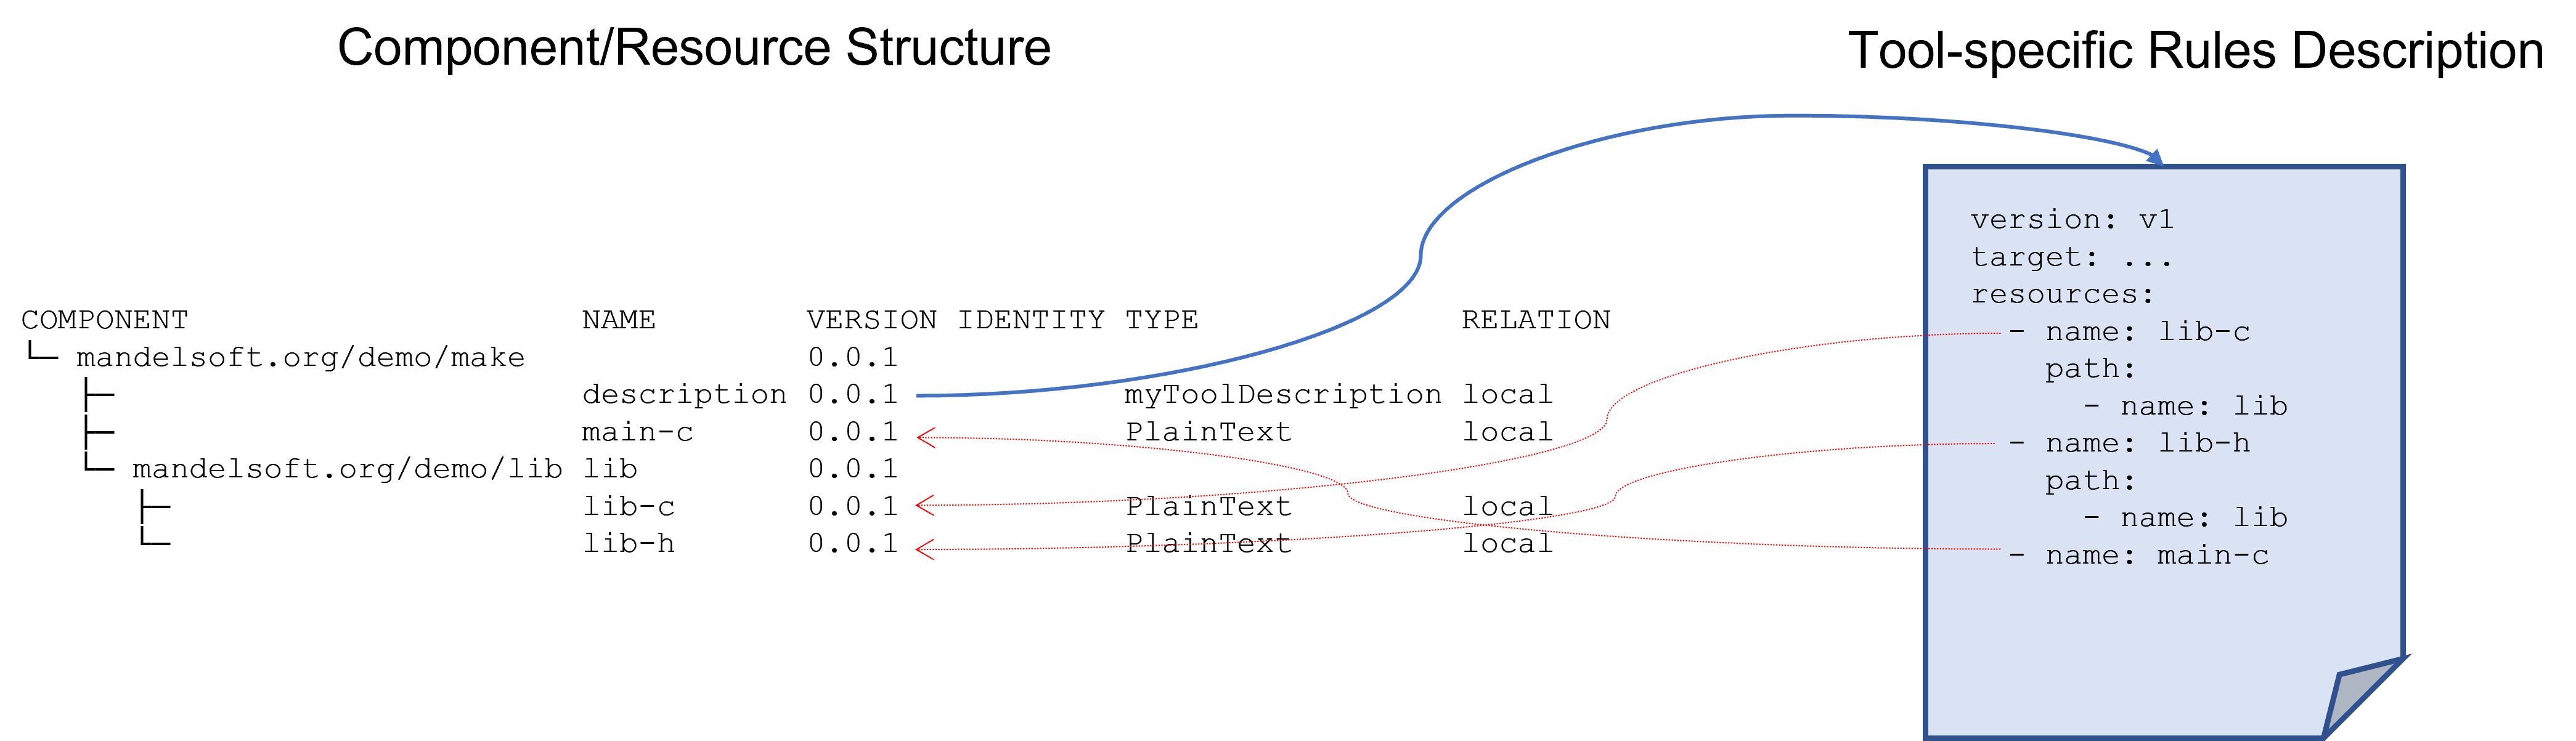 Component/Resource Structure
Tool-specific Rules Description
COMPONENT NAME VERSION IDENTITY TYPE RELATION
└─ mandelsoft.org/demo/make 0.0.1
├─ description 0.0.1 myToolDescription local
├─ main-c 0.0.1 PlainText local
└─ mandelsoft.org/demo/lib lib 0.0.1
├─ lib-c 0.0.1 PlainText local
└─ lib-h 0.0.1 PlainText local
version: v1
target: ...
resources:
- name: lib-c
path:
- name: lib
- name: lib-h
path:
- name: lib
- name: main-c